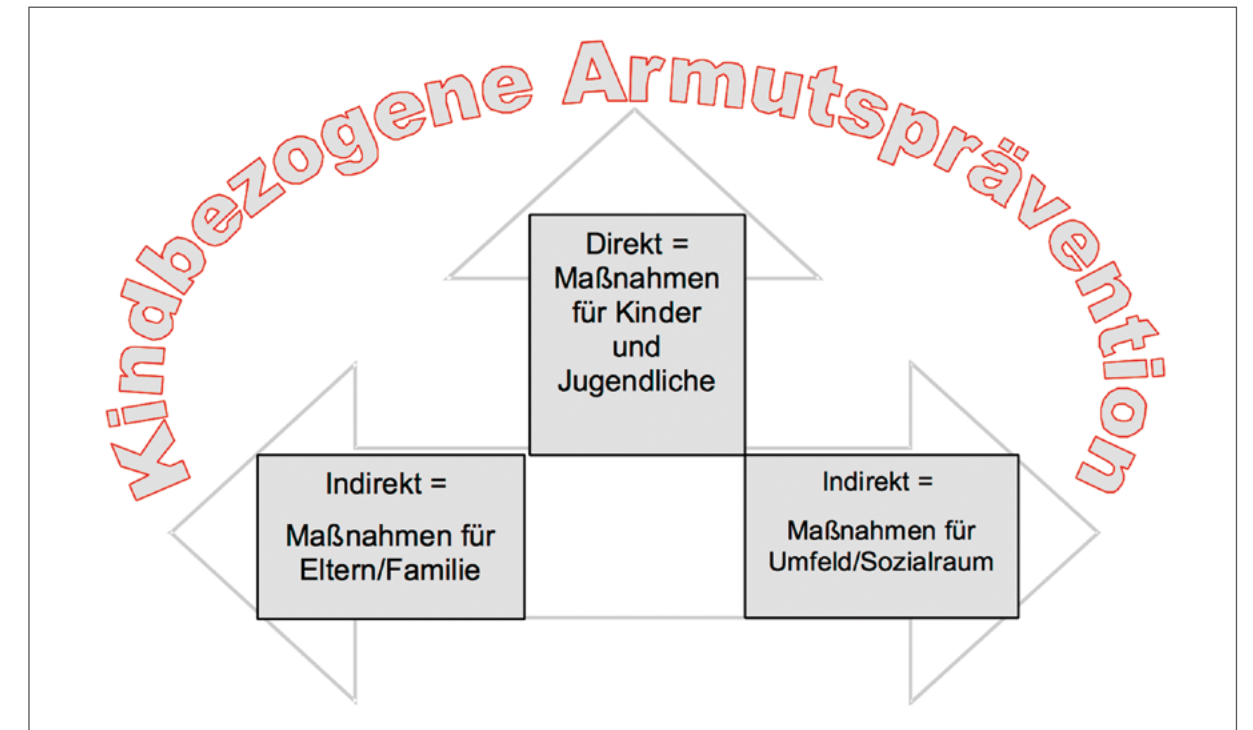 Kindbezogene Armutsprävention
Direkt =
Maßnahmen
für Kinder
und
Jugendliche
Indirekt =
Maßnahmen für
Eltern/Familie
Indirekt =
Maßnahmen für
Umfeld/Sozialraum